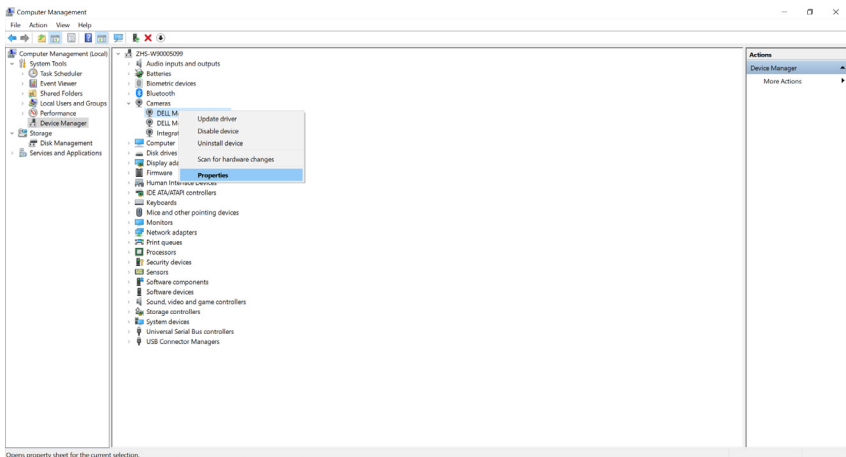 Computer Management
File Action View Help
Computer Management (Local)
System Tools
Task Scheduler
Event Viewer
Shared Folders
Local Users and Groups
Performance
Device Manager
Storage
Disk Management
Services and Applications
ZHS-W90005099
Audio inputs and outputs
Batteries
Biometric devices
Bluetooth
Cameras
DELL M
DELL M
Integrat
Computer
Disk drives
Display ada
Firmware
Human Interface Devices
IDE ATA/ATAPI controllers
Keyboards
Mice and other pointing devices
Monitors
Network adapters
Print queues
Processors
Security devices
Sensors
Software components
Software devices
Sound, video and game controllers
Storage controllers
System devices
Universal Serial Bus controllers
USB Connector Managers
Update driver
Disable device
Uninstall device
Scan for hardware changes
Properties
Actions
Device Manager
More Actions
Opens property sheet for the current selection.